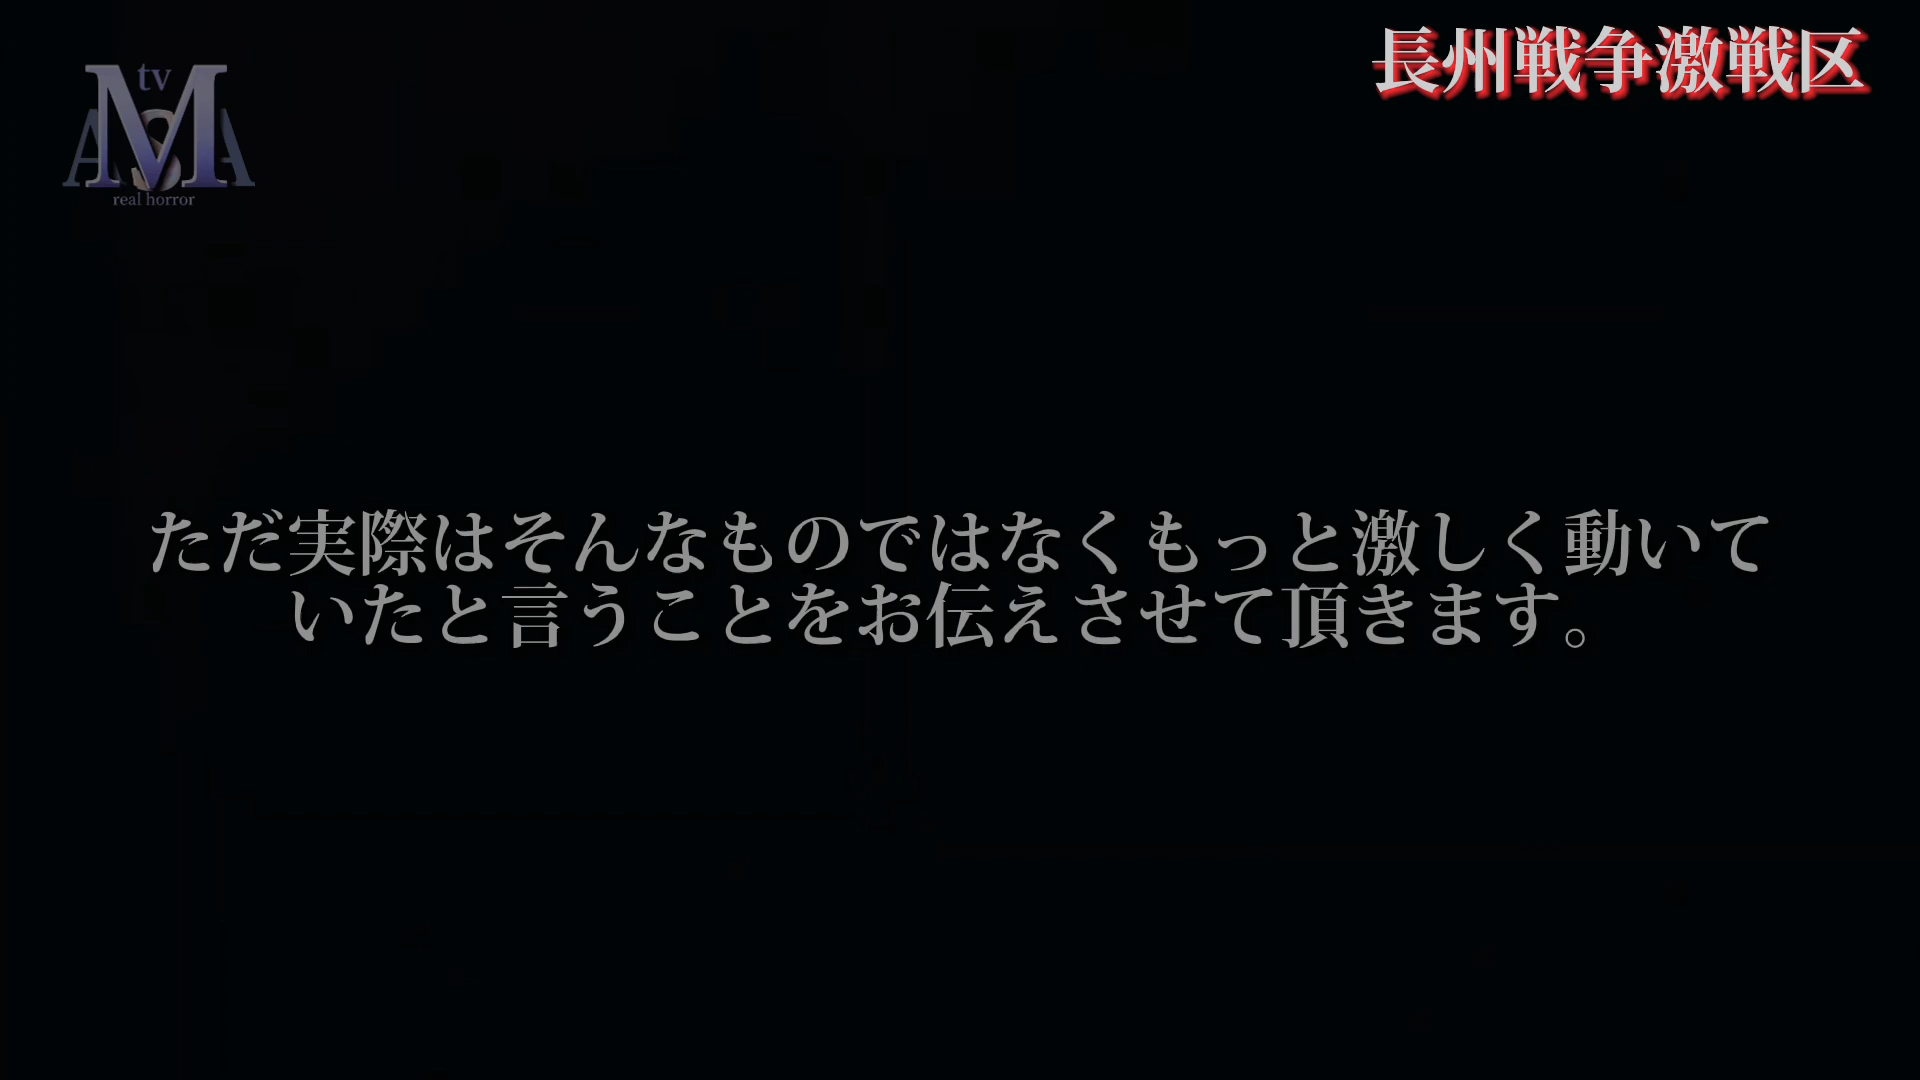 長州戦争激戦区
tv
MASA
real horror
ただ実際はそんなものではなくもっと激しく動いて
いたと言うことをお伝えさせて頂きます。